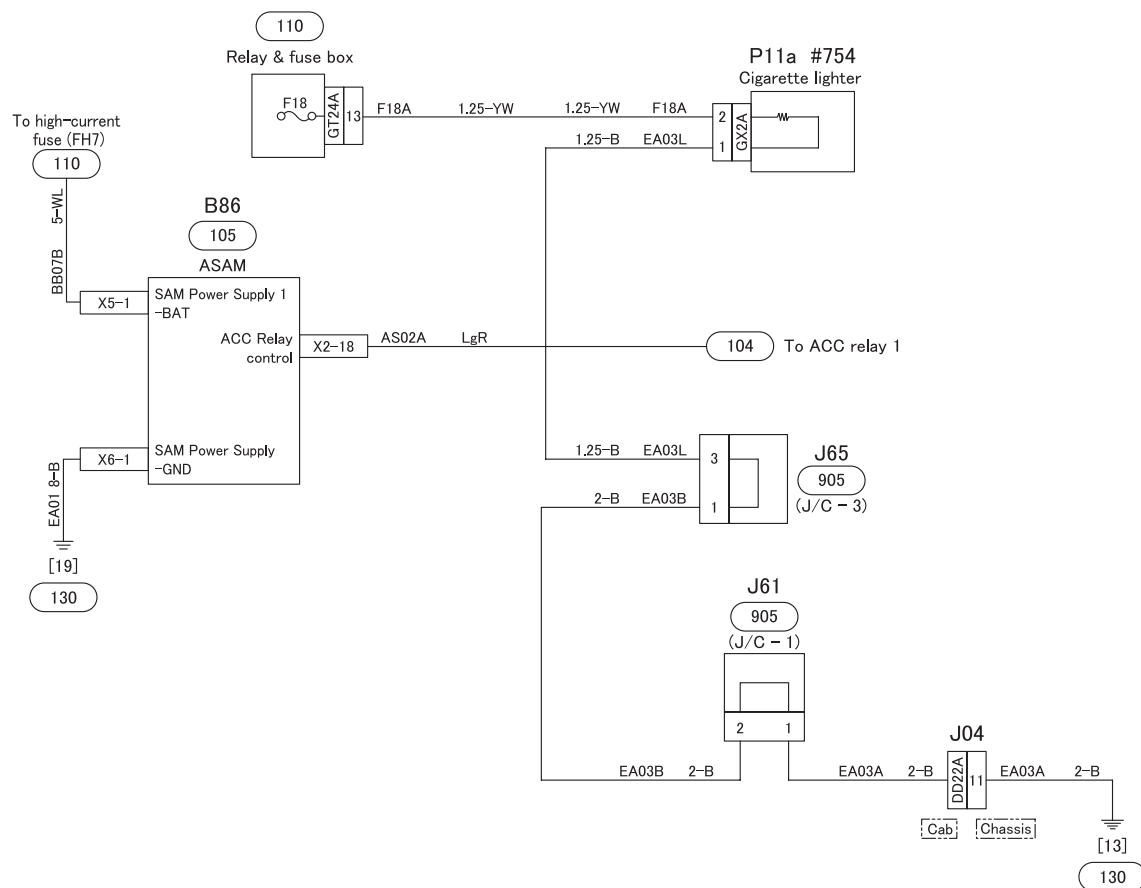 110
Relay & fuse box
F18
GT24A
13
F18A
1.25-YW
1.25-YW
F18A
P11a #754
Cigarette lighter
2
1
GX2A
1.25-B
EA03L
To high-current
fuse (FH7)
110
5-WL
BB07B
B86
105
ASAM
X5-1
SAM Power Supply 1
-BAT
ACC Relay
control
X2-18
AS02A
LgR
104
To ACC relay 1
X6-1
SAM Power Supply
-GND
EA01 8-B
[19]
130
1.25-B
EA03L
3
2-B
EA03B
1
J65
905
(J/C - 3)
J61
905
(J/C - 1)
2
1
EA03B
2-B
EA03A
2-B
J04
DD22A
11
EA03A
2-B
Cab
Chassis
[13]
130